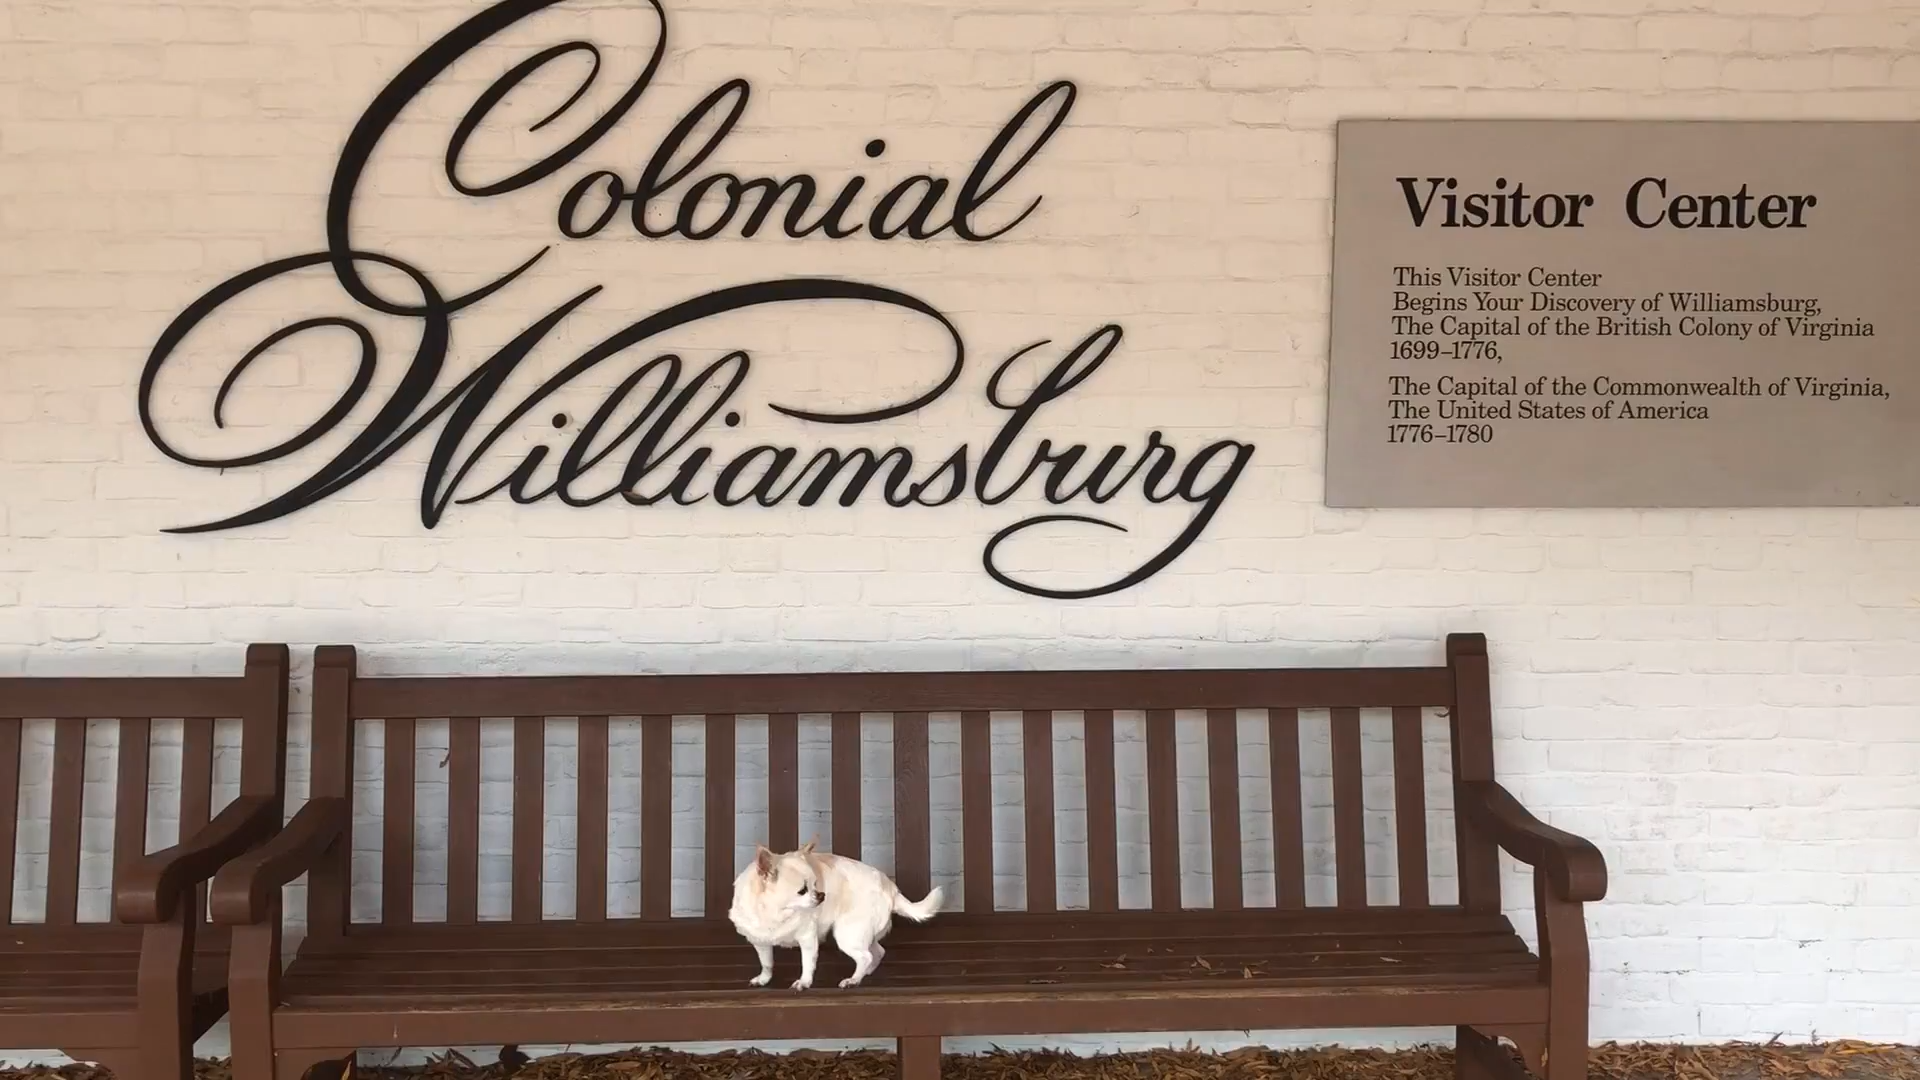 Colonial
Williamsburg
Visitor Center
This Visitor Center
Begins Your Discovery of Williamsburg,
The Capital of the British Colony of Virginia
1699–1776,
The Capital of the Commonwealth of Virginia,
The United States of America
1776–1780